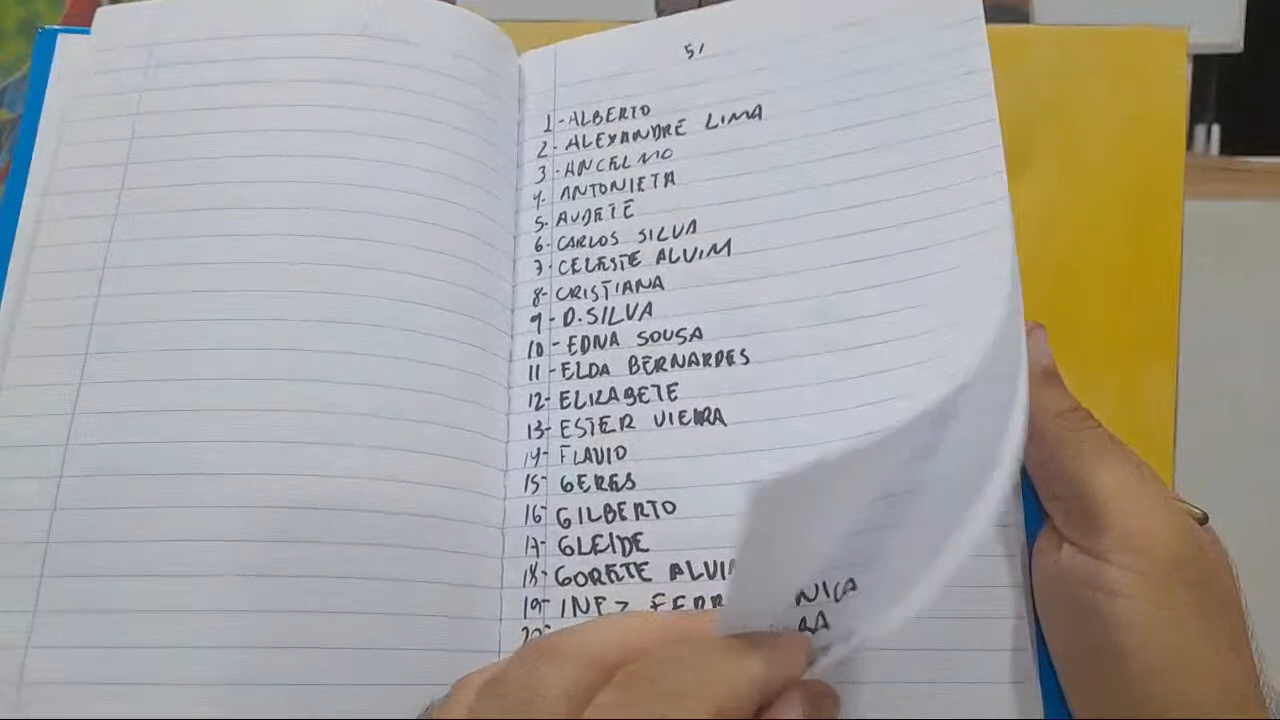 51
1-ALBERTO
2-ALEXANDRE LIMA
3-ANCELMO
4-ANTONIETA
5-AUDETE
6-CARLOS SILVA
7-CELESTE ALVIM
8-CRISTIANA
9-D.SILVA
10-EDNA SOUSA
11-ELDA BERNARDES
12-ELIZABETE
13-ESTER VIEIRA
14-FLAVIO
15-GERES
16-GILBERTO
17-GLEIDE
18-GORETE
19-INEZ
20-